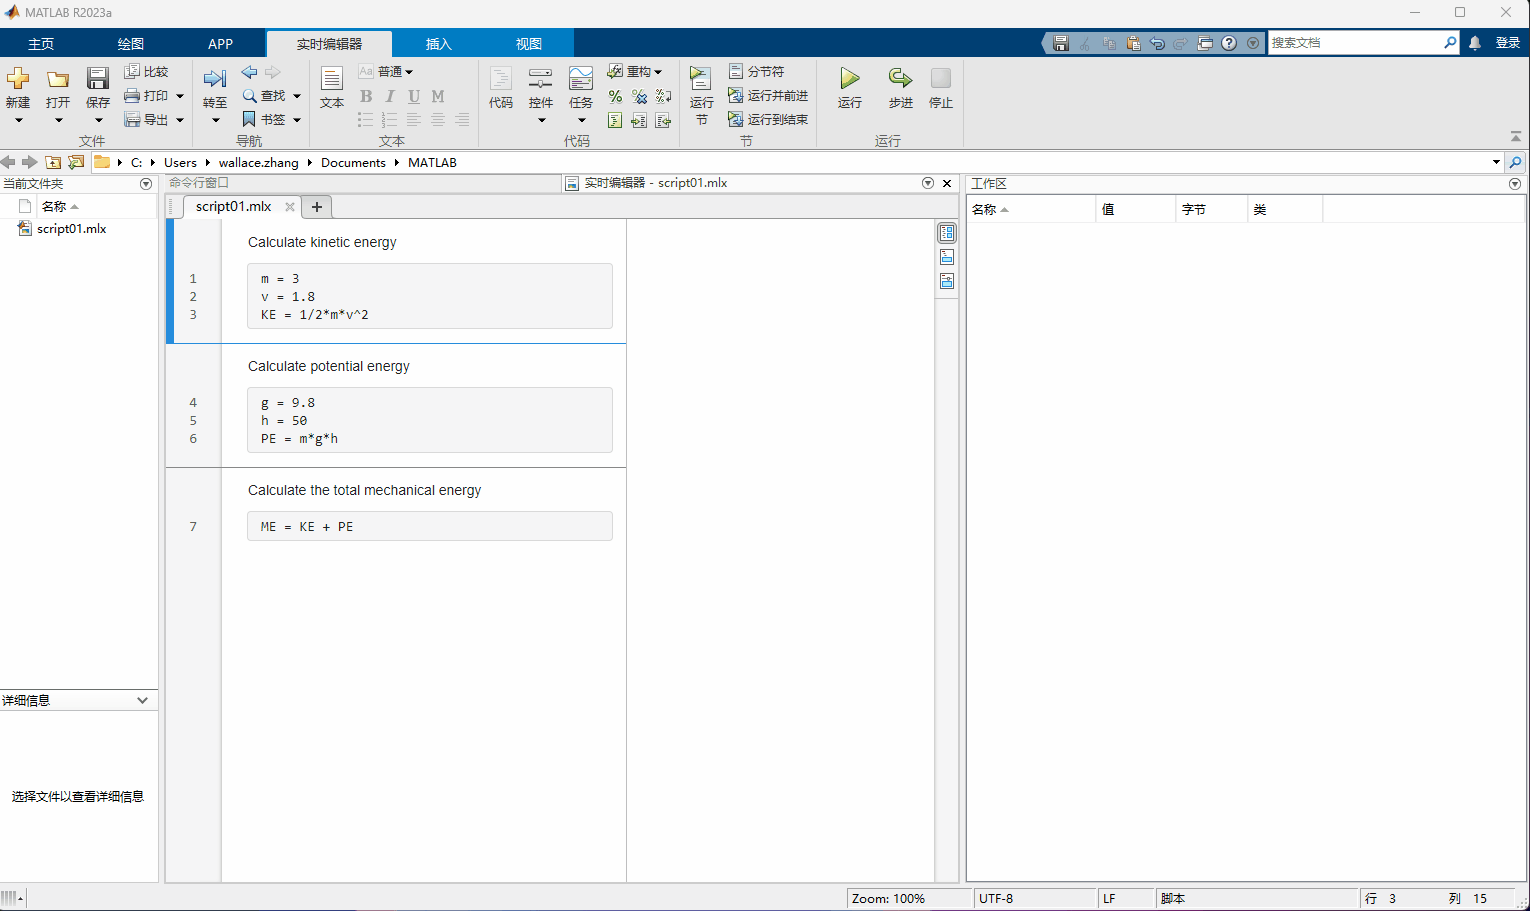 MATLAB R2023a
主页 绘图 APP 实时编辑器 插入 视图 搜索文档 登录
新建 打开 保存 比较 打印 导出 转至 查找 书签 文本 Aa 普通 B I U M 代码 控件 任务 重构 运行节 分节符 运行并前进 运行到结束 运行 步进 停止
文件 导航 文本 代码 节 运行
C: Users wallace.zhang Documents MATLAB
当前文件夹
名称
script01.mlx
详细信息
选择文件以查看详细信息
命令行窗口
实时编辑器 - script01.mlx
script01.mlx +
Calculate kinetic energy
1 m = 3
2 v = 1.8
3 KE = 1/2*m*v^2
Calculate potential energy
4 g = 9.8
5 h = 50
6 PE = m*g*h
Calculate the total mechanical energy
7 ME = KE + PE
工作区
名称 值 字节 类
Zoom: 100% UTF-8 LF 脚本 行 3 列 15